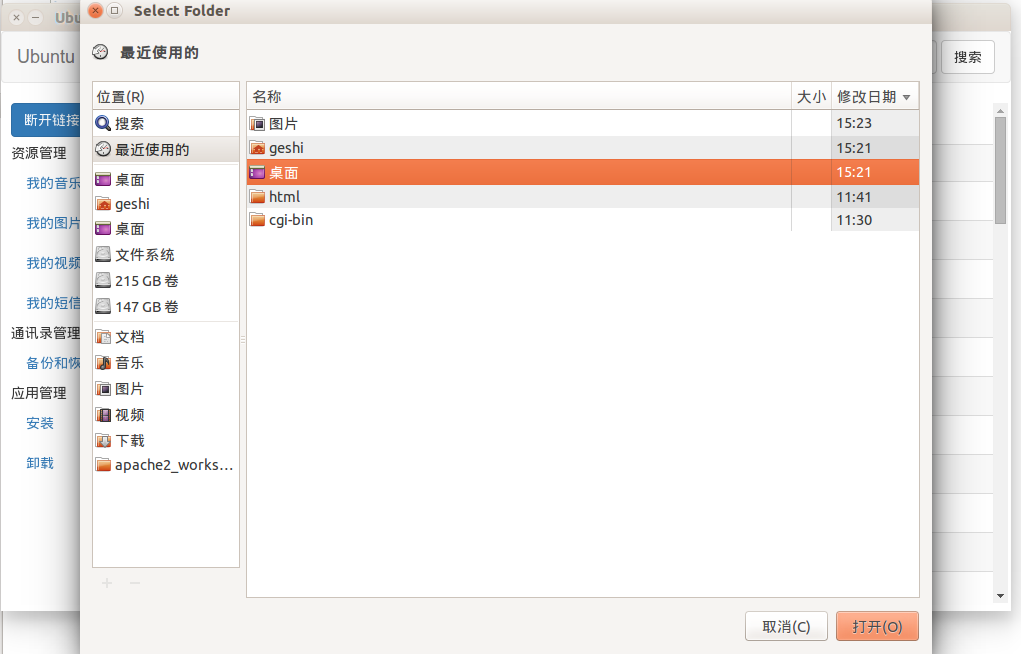 Select Folder
Ubu
Ubuntu
搜索
最近使用的
断开链接
资源管理
我的音乐
我的图片
我的视频
我的短信
通讯录管理
备份和恢
应用管理
安装
卸载
位置(R)
搜索
最近使用的
桌面
geshi
桌面
文件系统
215 GB 卷
147 GB 卷
文档
音乐
图片
视频
下载
apache2_works...
名称 大小 修改日期
图片 15:23
geshi 15:21
桌面 15:21
html 11:41
cgi-bin 11:30
取消(C) 打开(O)